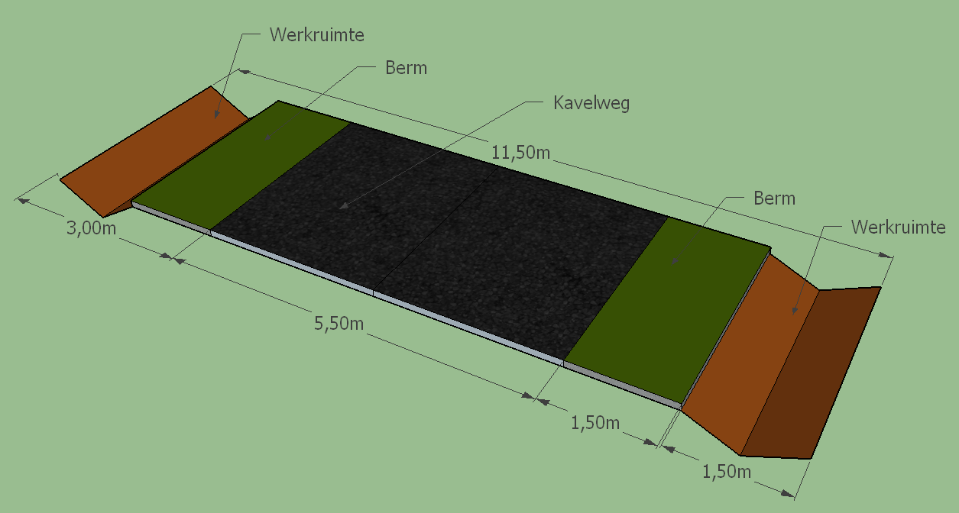 Werkruimte
Berm
Kavelweg
11,50m
Berm
Werkruimte
3,00m
5,50m
1,50m
1,50m